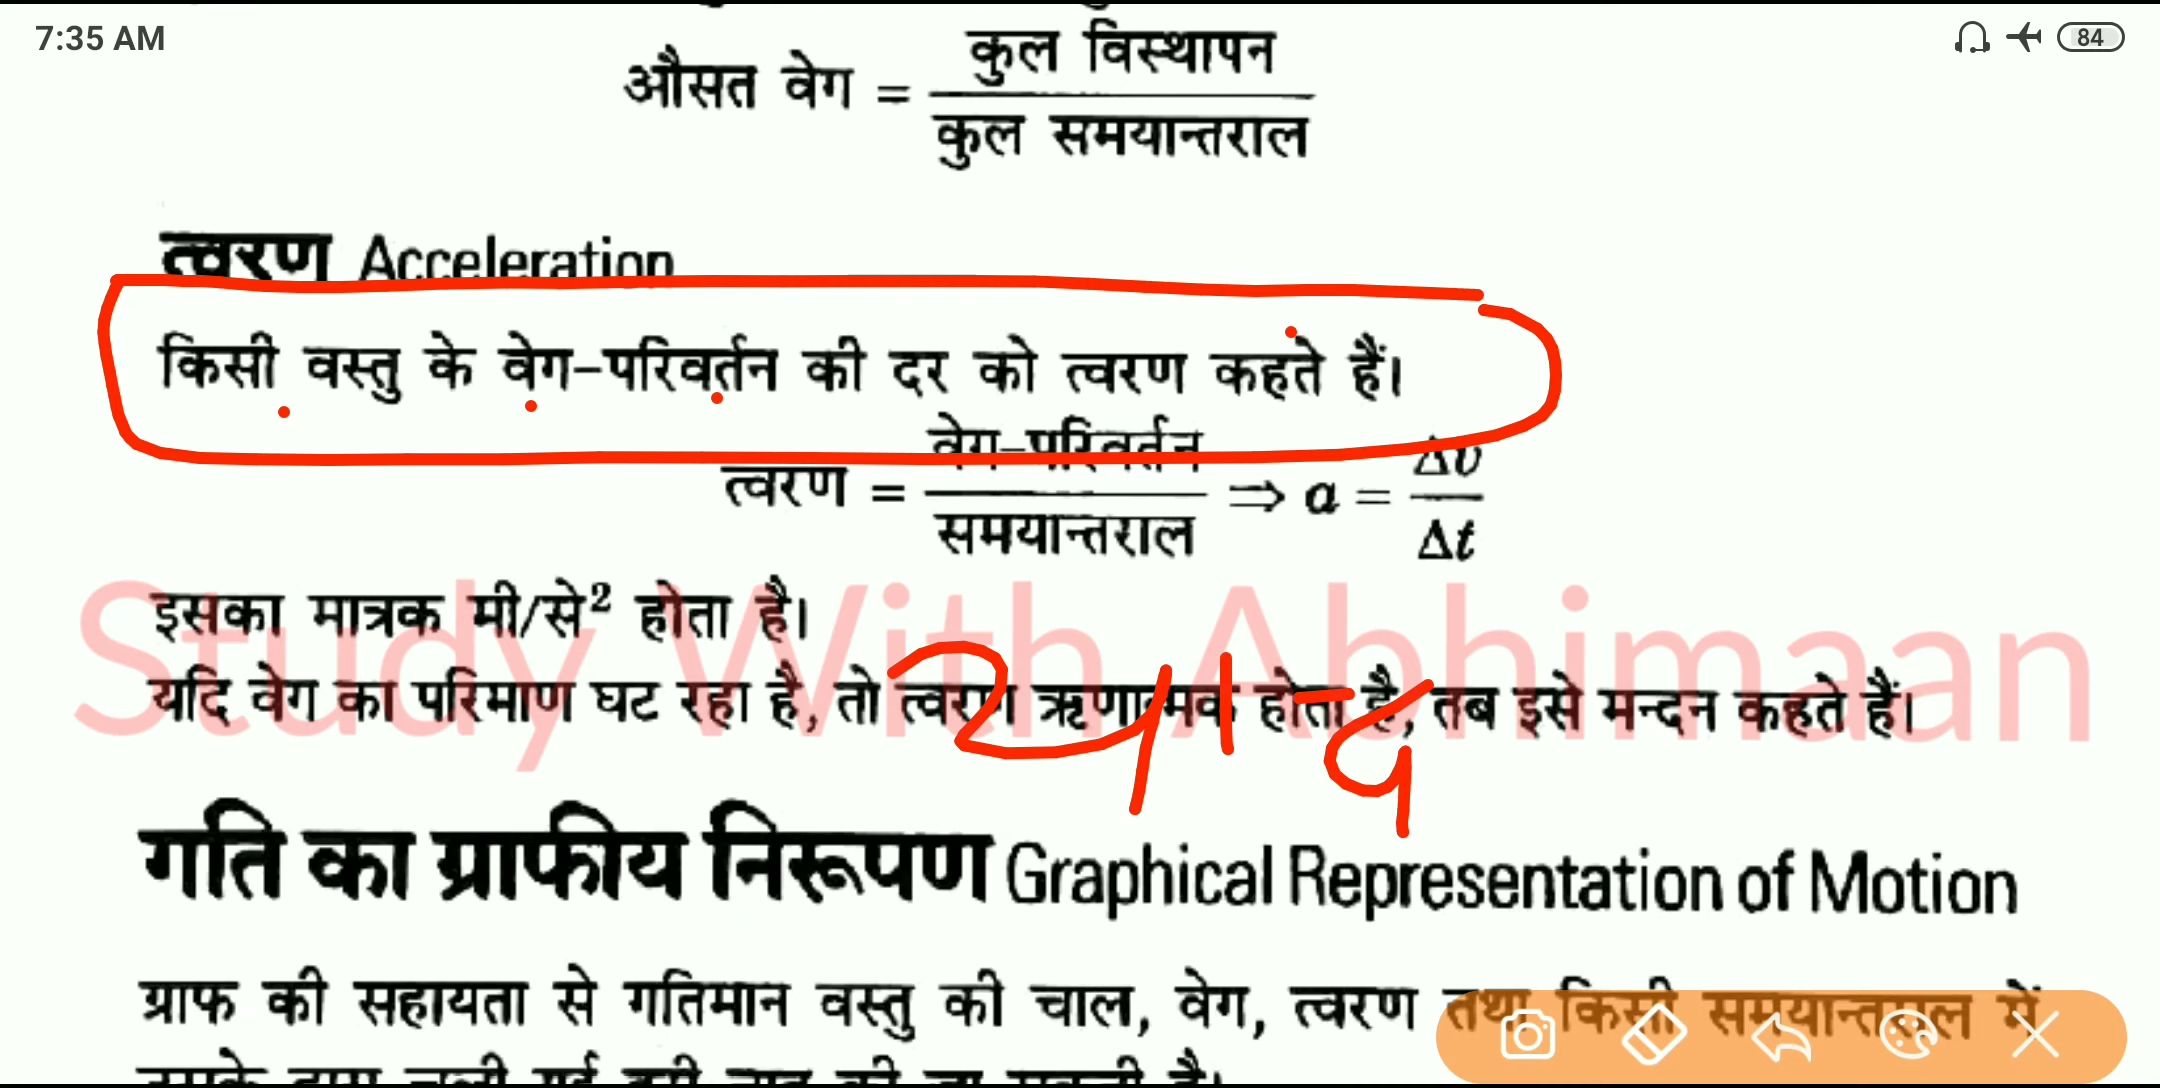 7:35 AM
84
औसत वेग = कुल विस्थापन
कुल समयान्तराल
त्वरण Acceleration
किसी वस्तु के वेग-परिवर्तन की दर को त्वरण कहते हैं।
त्वरण = वेग-परिवर्तन ⇒ a = Δv
समयान्तराल Δt
इसका मात्रक मी/से² होता है।
यदि वेग का परिमाण घट रहा है, तो त्वरण ऋणात्मक होता है, तब इसे मन्दन कहते हैं।
Study With Abhimaan
गति का ग्राफीय निरूपण Graphical Representation of Motion
ग्राफ की सहायता से गतिमान वस्तु की चाल, वेग, त्वरण तथा किसी समयान्तराल में